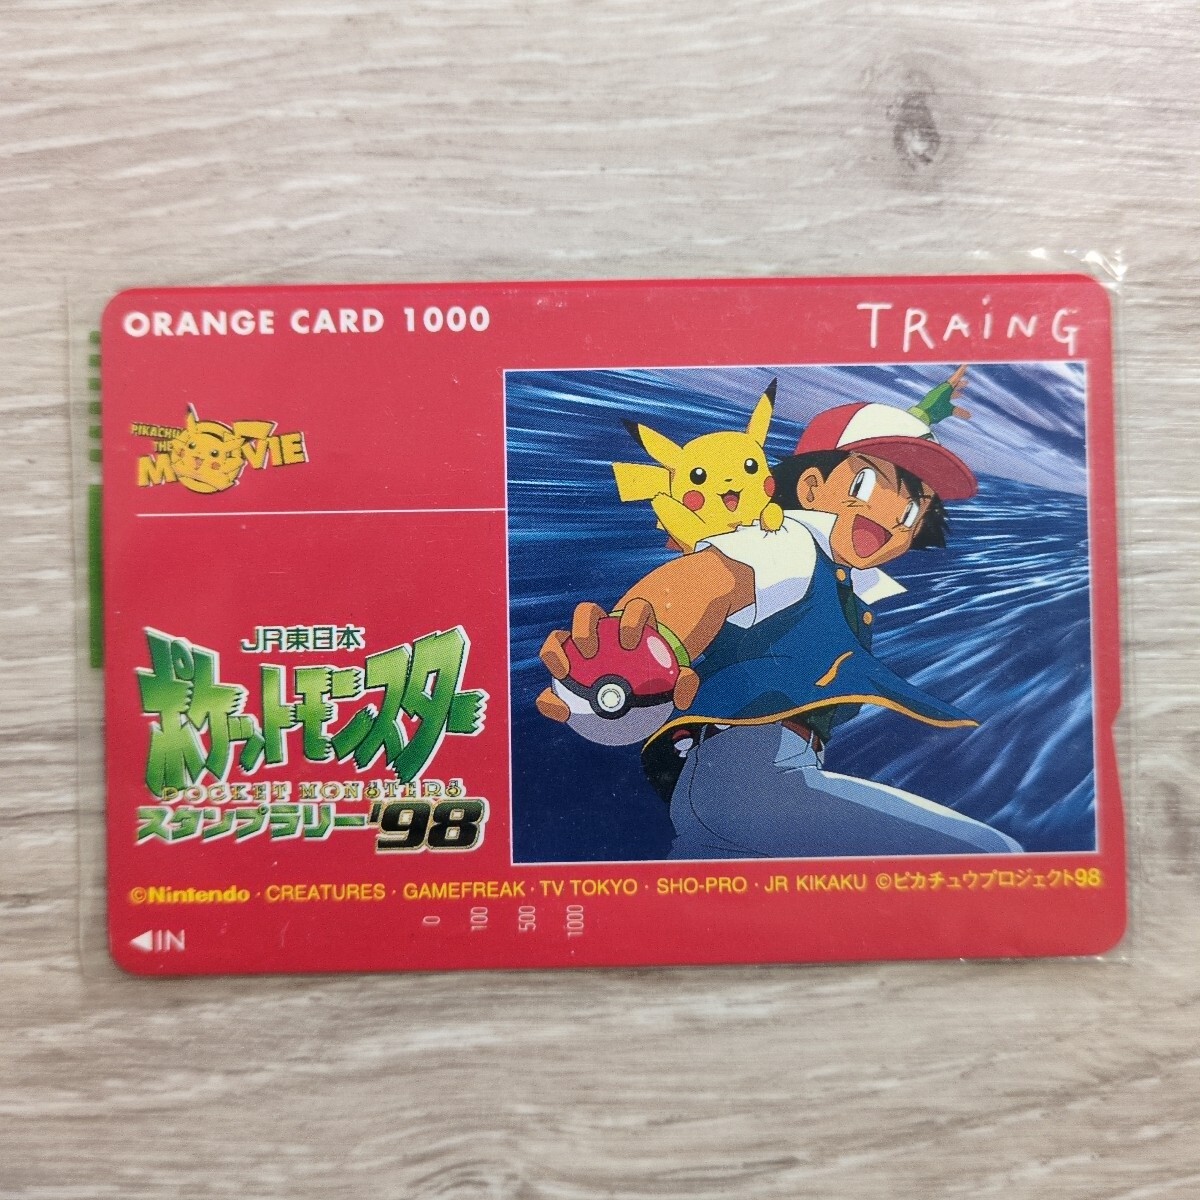 ORANGE CARD 1000
TRAiNG
PIKACHU
THE
MOVIE
JR東日本
ポケットモンスター
POCKET MONSTERS
スタンプラリー'98
©Nintendo · CREATURES · GAMEFREAK · TV TOKYO · SHO-PRO · JR KIKAKU ©ピカチュウプロジェクト98
0 100 500 1000
◁IN